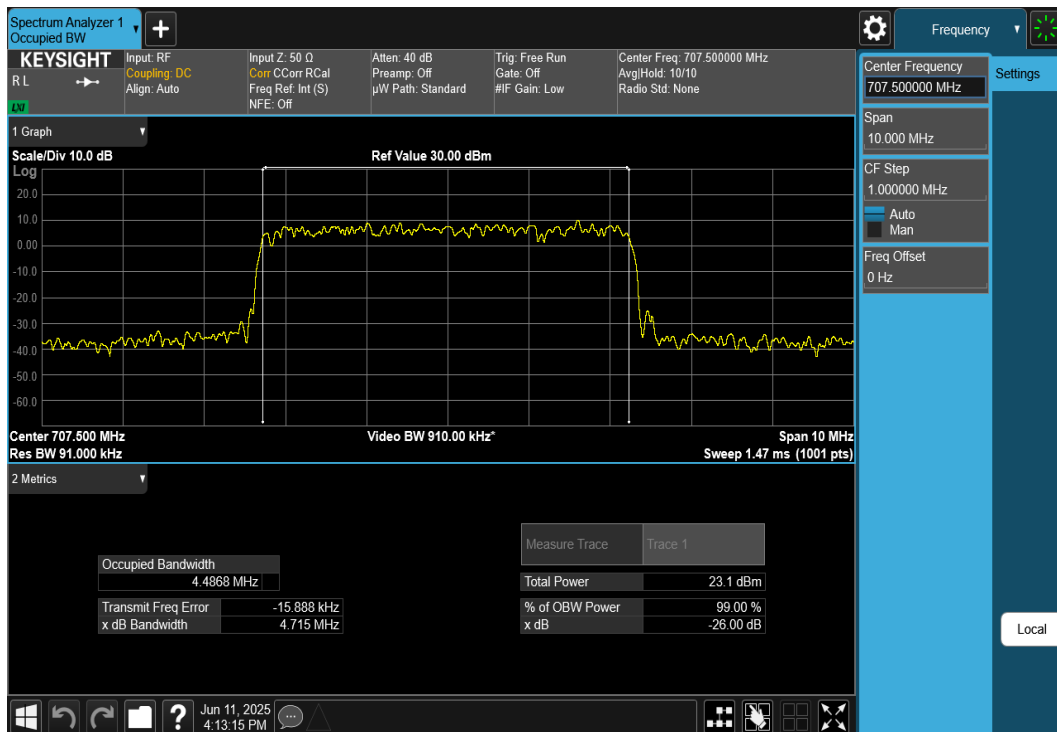 Spectrum Analyzer 1
Occupied BW
Frequency
KEYSIGHT
R L
LXI
Input: RF
Coupling: DC
Align: Auto
Input Z: 50 Ω
Corr CCorr RCal
Freq Ref: Int (S)
NFE: Off
Atten: 40 dB
Preamp: Off
µW Path: Standard
Trig: Free Run
Gate: Off
#IF Gain: Low
Center Freq: 707.500000 MHz
Avg|Hold: 10/10
Radio Std: None
Center Frequency
707.500000 MHz
Settings
Span
10.000 MHz
CF Step
1.000000 MHz
Auto
Man
Freq Offset
0 Hz
Local
1 Graph
Scale/Div 10.0 dB
Ref Value 30.00 dBm
Log
20.0
10.0
0.00
-10.0
-20.0
-30.0
-40.0
-50.0
-60.0
Center 707.500 MHz
Video BW 910.00 kHz*
Span 10 MHz
Res BW 91.000 kHz
Sweep 1.47 ms (1001 pts)
2 Metrics
Measure Trace
Trace 1
Occupied Bandwidth
4.4868 MHz
Total Power
23.1 dBm
Transmit Freq Error
-15.888 kHz
% of OBW Power
99.00 %
x dB Bandwidth
4.715 MHz
x dB
-26.00 dB
?
Jun 11, 2025
4:13:15 PM